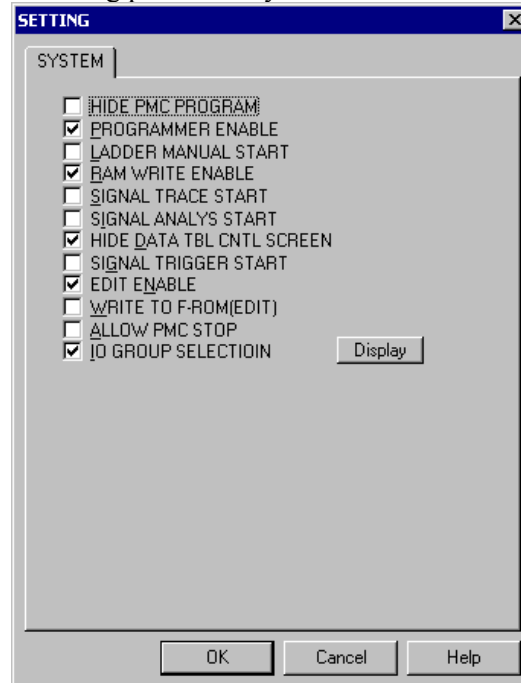 SETTING
SYSTEM
HIDE PMC PROGRAM
PROGRAMMER ENABLE
LADDER MANUAL START
RAM WRITE ENABLE
SIGNAL TRACE START
SIGNAL ANALYS START
HIDE DATA TBL CNTL SCREEN
SIGNAL TRIGGER START
EDIT ENABLE
WRITE TO F-ROM(EDIT)
ALLOW PMC STOP
IO GROUP SELECTIOIN Display
OK Cancel Help